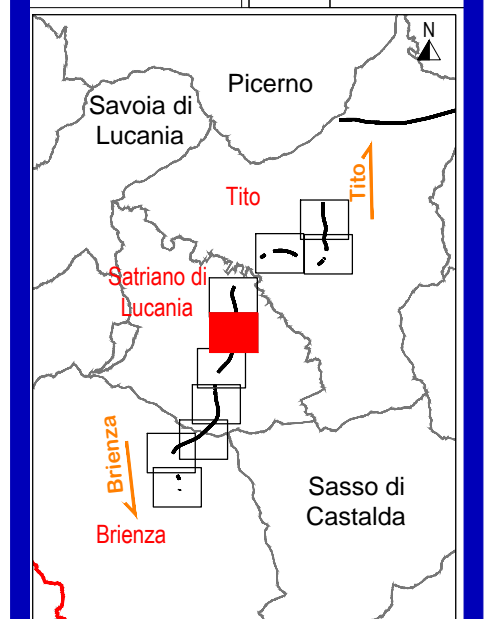 N
Picerno
Savoia di
Lucania
Tito
Tito
Satriano di
Lucania
Brienza
Sasso di
Castalda
Brienza